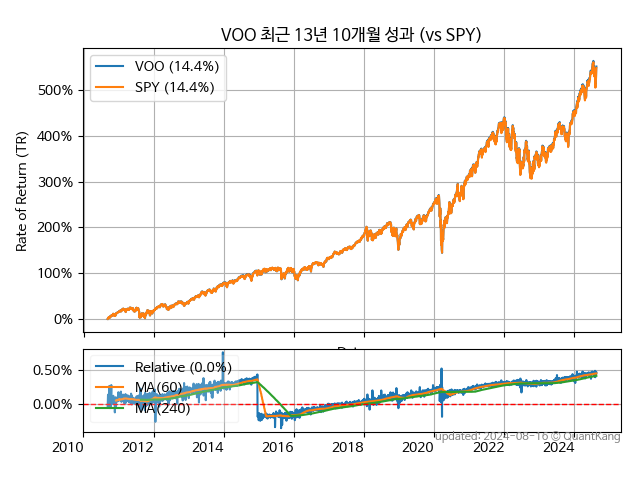 VOO 최근 13년 10개월 성과 (vs SPY)
Rate of Return (TR)
500%
400%
300%
200%
100%
0%
VOO (14.4%)
SPY (14.4%)
0.50%
0.00%
Relative (0.0%)
MA(60)
MA(240)
2010 2012 2014 2016 2018 2020 2022 2024
updated: 2024-08-16 © QuantKang